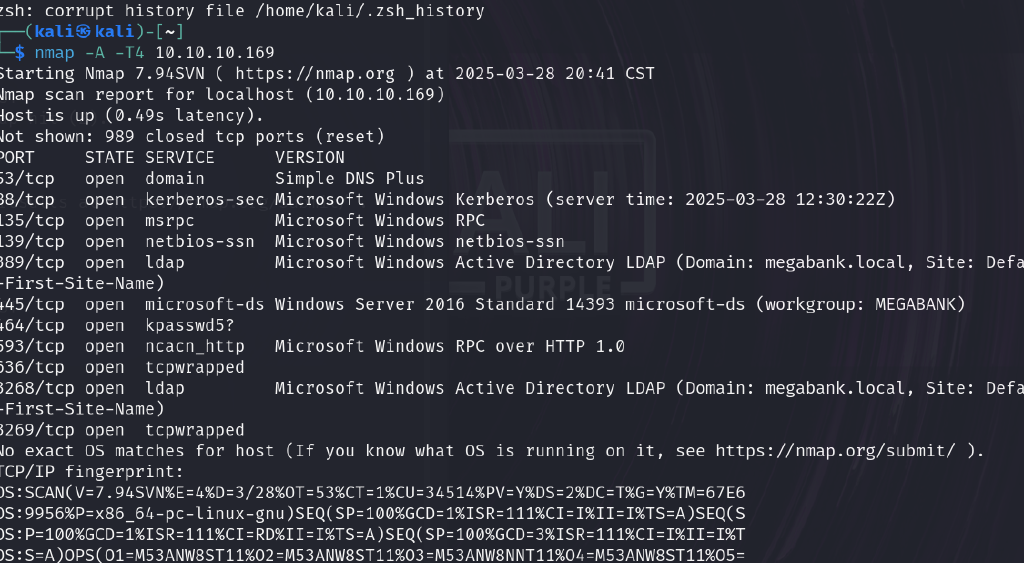 zsh: corrupt history file /home/kali/.zsh_history
┌──(kali㉿kali)-[~]
└─$ nmap -A -T4 10.10.10.169
Starting Nmap 7.94SVN ( https://nmap.org ) at 2025-03-28 20:41 CST
Nmap scan report for localhost (10.10.10.169)
Host is up (0.49s latency).
Not shown: 989 closed tcp ports (reset)
PORT     STATE SERVICE      VERSION
53/tcp   open  domain       Simple DNS Plus
88/tcp   open  kerberos-sec Microsoft Windows Kerberos (server time: 2025-03-28 12:30:22Z)
135/tcp  open  msrpc        Microsoft Windows RPC
139/tcp  open  netbios-ssn  Microsoft Windows netbios-ssn
389/tcp  open  ldap         Microsoft Windows Active Directory LDAP (Domain: megabank.local, Site: Defa
-First-Site-Name)
445/tcp  open  microsoft-ds Windows Server 2016 Standard 14393 microsoft-ds (workgroup: MEGABANK)
464/tcp  open  kpasswd5?
593/tcp  open  ncacn_http   Microsoft Windows RPC over HTTP 1.0
636/tcp  open  tcpwrapped
3268/tcp open  ldap         Microsoft Windows Active Directory LDAP (Domain: megabank.local, Site: Defa
-First-Site-Name)
3269/tcp open  tcpwrapped
No exact OS matches for host (If you know what OS is running on it, see https://nmap.org/submit/ ).
TCP/IP fingerprint:
OS:SCAN(V=7.94SVN%E=4%D=3/28%OT=53%CT=1%CU=34514%PV=Y%DS=2%DC=T%G=Y%TM=67E6
OS:9956%P=x86_64-pc-linux-gnu)SEQ(SP=100%GCD=1%ISR=111%CI=I%II=I%TS=A)SEQ(S
OS:P=100%GCD=1%ISR=111%CI=RD%II=I%TS=A)SEQ(SP=100%GCD=3%ISR=111%CI=I%II=I%T
OS:S=A)OPS(O1=M53ANW8ST11%O2=M53ANW8ST11%O3=M53ANW8NNT11%O4=M53ANW8ST11%O5=
KALI
PURPLE